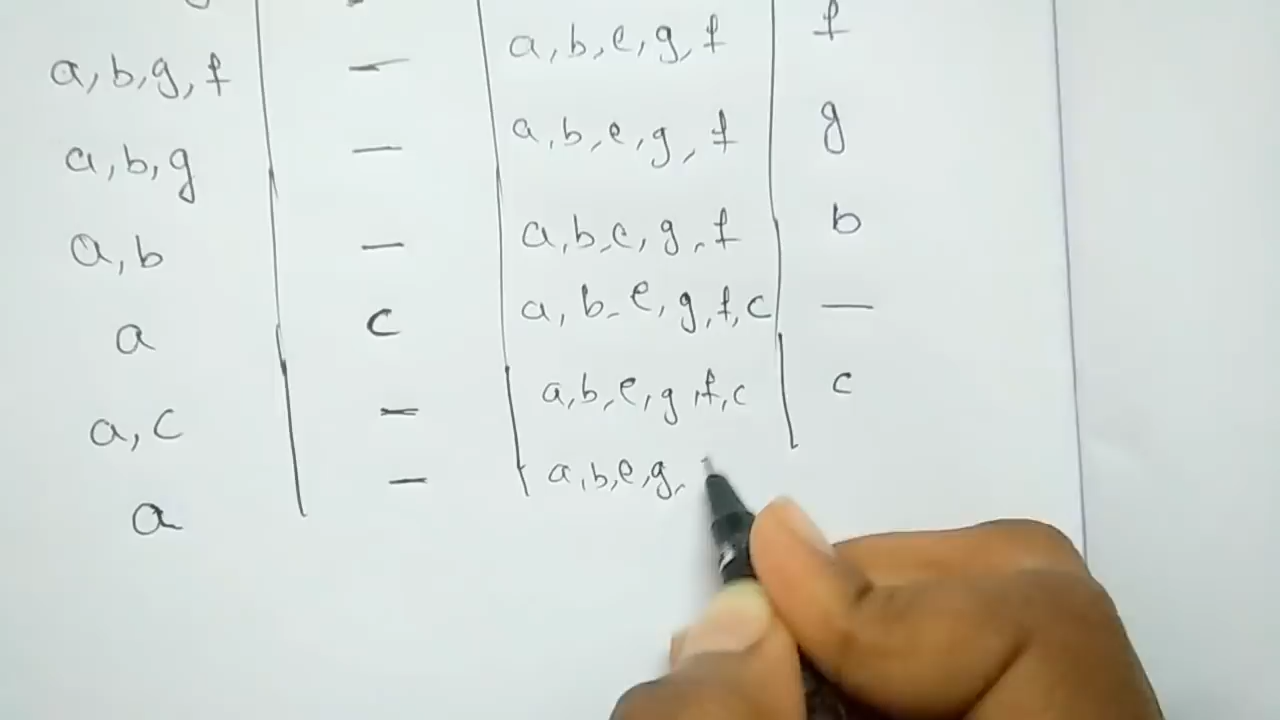 a, b, g, f — a, b, e, g, f f
a, b, g — a, b, e, g, f g
a, b — a, b, e, g, f b
a c a, b, e, g, f, c —
a, c — a, b, e, g, f, c c
a — a, b, e, g,